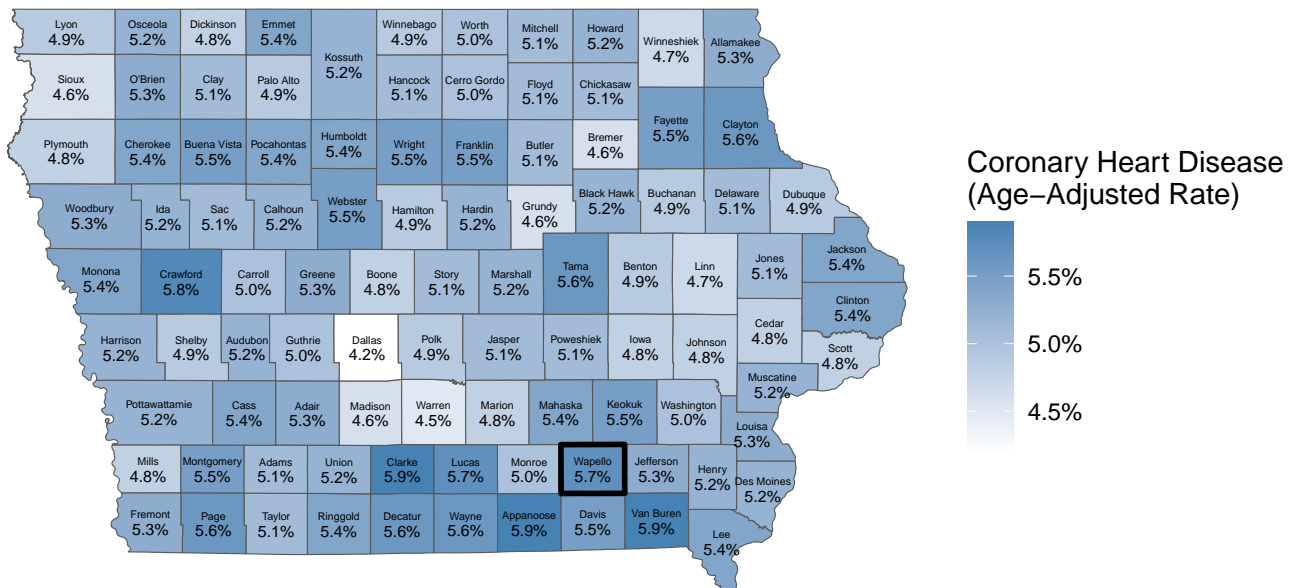 Lyon
4.9%
Osceola
5.2%
Dickinson
4.8%
Emmet
5.4%
Kossuth
5.2%
Winnebago
4.9%
Worth
5.0%
Mitchell
5.1%
Howard
5.2%
Winneshiek
4.7%
Allamakee
5.3%
Sioux
4.6%
O'Brien
5.3%
Clay
5.1%
Palo Alto
4.9%
Hancock
5.1%
Cerro Gordo
5.0%
Floyd
5.1%
Chickasaw
5.1%
Fayette
5.5%
Clayton
5.6%
Plymouth
4.8%
Cherokee
5.4%
Buena Vista
5.5%
Pocahontas
5.4%
Humboldt
5.4%
Wright
5.5%
Franklin
5.5%
Butler
5.1%
Bremer
4.6%
Woodbury
5.3%
Ida
5.2%
Sac
5.1%
Calhoun
5.2%
Webster
5.5%
Hamilton
4.9%
Hardin
5.2%
Grundy
4.6%
Black Hawk
5.2%
Buchanan
4.9%
Delaware
5.1%
Dubuque
4.9%
Monona
5.4%
Crawford
5.8%
Carroll
5.0%
Greene
5.3%
Boone
4.8%
Story
5.1%
Marshall
5.2%
Tama
5.6%
Benton
4.9%
Linn
4.7%
Jones
5.1%
Jackson
5.4%
Clinton
5.4%
Harrison
5.2%
Shelby
4.9%
Audubon
5.2%
Guthrie
5.0%
Dallas
4.2%
Polk
4.9%
Jasper
5.1%
Poweshiek
5.1%
Iowa
4.8%
Johnson
4.8%
Cedar
4.8%
Scott
4.8%
Muscatine
5.2%
Pottawattamie
5.2%
Cass
5.4%
Adair
5.3%
Madison
4.6%
Warren
4.5%
Marion
4.8%
Mahaska
5.4%
Keokuk
5.5%
Washington
5.0%
Louisa
5.3%
Mills
4.8%
Montgomery
5.5%
Adams
5.1%
Union
5.2%
Clarke
5.9%
Lucas
5.7%
Monroe
5.0%
Wapello
5.7%
Jefferson
5.3%
Henry
5.2%
Des Moines
5.2%
Fremont
5.3%
Page
5.6%
Taylor
5.1%
Ringgold
5.4%
Decatur
5.6%
Wayne
5.6%
Appanoose
5.9%
Davis
5.5%
Van Buren
5.9%
Lee
5.4%
Coronary Heart Disease
(Age−Adjusted Rate)
5.5%
5.0%
4.5%